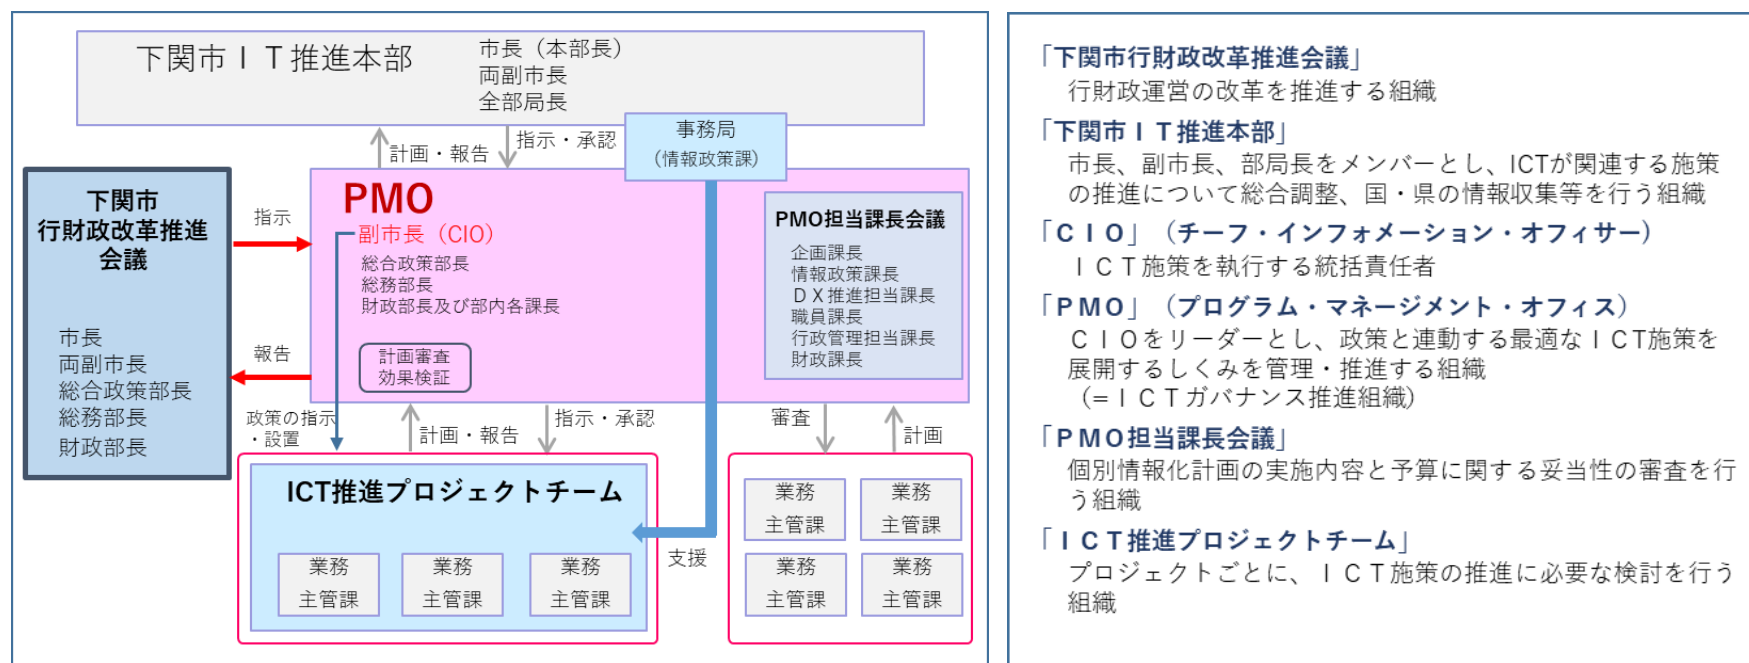 下関市ＩＴ推進本部
市長（本部長）
両副市長
全部局長
計画・報告
指示・承認
事務局
（情報政策課）
下関市
行財政改革推進
会議
市長
両副市長
総合政策部長
総務部長
財政部長
指示
報告
PMO
副市長（CIO）
総合政策部長
総務部長
財政部長及び部内各課長
計画審査
効果検証
PMO担当課長会議
企画課長
情報政策課長
ＤＸ推進担当課長
職員課長
行政管理担当課長
財政課長
政策の指示
・設置
計画・報告
指示・承認
審査
計画
ICT推進プロジェクトチーム
業務
主管課
業務
主管課
業務
主管課
支援
業務
主管課
業務
主管課
業務
主管課
業務
主管課
「下関市行財政改革推進会議」
行財政運営の改革を推進する組織
「下関市ＩＴ推進本部」
市長、副市長、部局長をメンバーとし、ICTが関連する施策
の推進について総合調整、国・県の情報収集等を行う組織
「ＣＩＯ」（チーフ・インフォメーション・オフィサー）
ＩＣＴ施策を執行する統括責任者
「ＰＭＯ」（プログラム・マネージメント・オフィス）
ＣＩＯをリーダーとし、政策と連動する最適なＩＣＴ施策を
展開するしくみを管理・推進する組織
（=ＩＣＴガバナンス推進組織）
「ＰＭＯ担当課長会議」
個別情報化計画の実施内容と予算に関する妥当性の審査を行
う組織
「ＩＣＴ推進プロジェクトチーム」
プロジェクトごとに、ＩＣＴ施策の推進に必要な検討を行う
組織